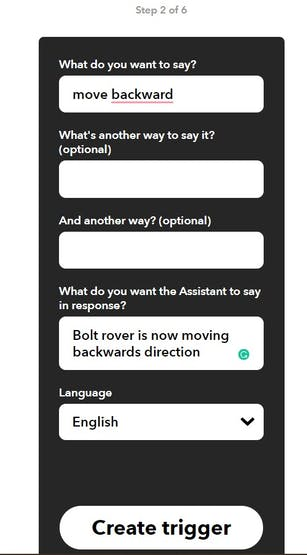 Step 2 of 6
What do you want to say?
move backward
What's another way to say it?
(optional)
And another way? (optional)
What do you want the Assistant to say
in response?
Bolt rover is now moving
backwards direction
Language
English
Create trigger